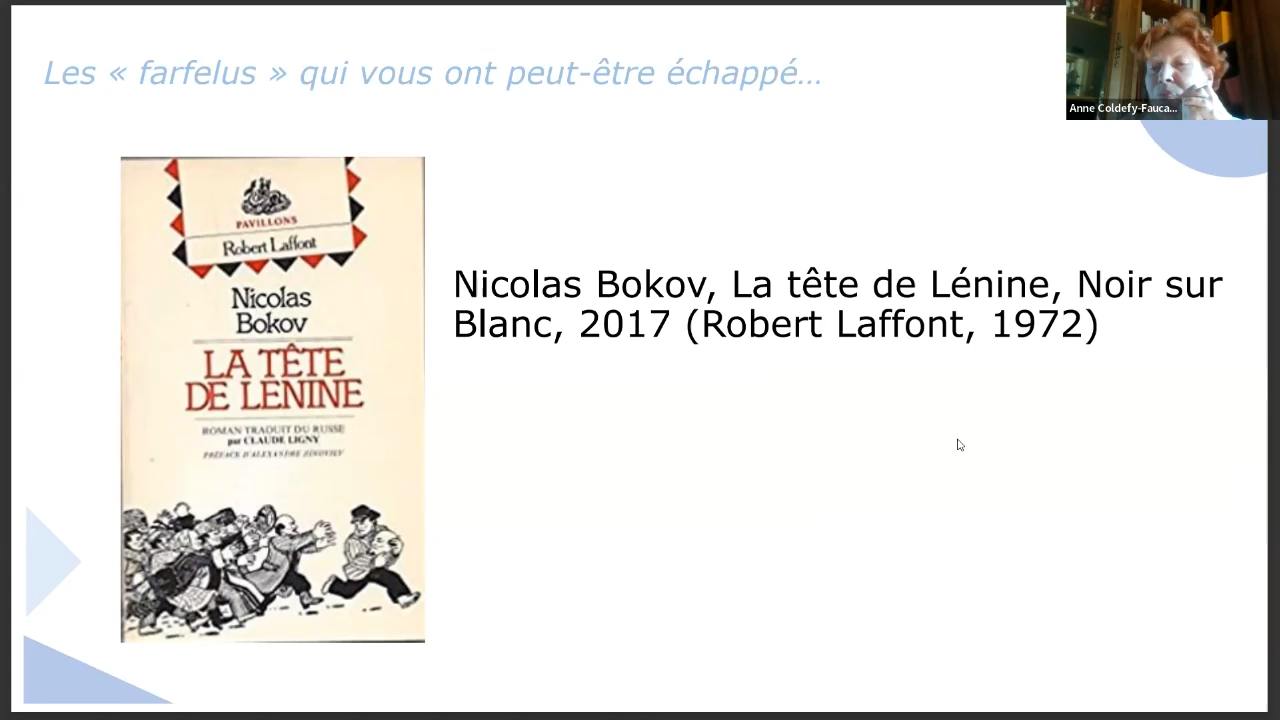 Les « farfelus » qui vous ont peut-être échappé…
Anne Coldefy-Fauca...
PAVILLONS
Robert Laffont
Nicolas
Bokov
LA TÊTE
DE LENINE
ROMAN TRADUIT DU RUSSE
par CLAUDE LIGNY
PRÉFACE D'ALEXANDRE ZINOVIEV
Nicolas Bokov, La tête de Lénine, Noir sur
Blanc, 2017 (Robert Laffont, 1972)